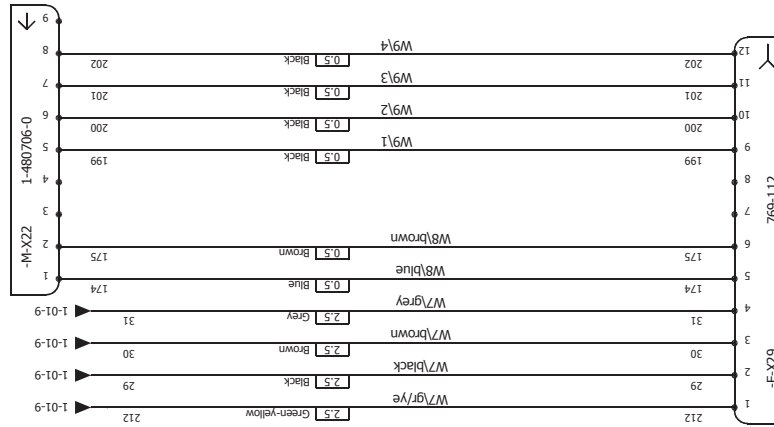 1 212 W7\gr/ye 2.5 Green-yellow 212 1-01-9
2 29 W7\black 2.5 Black 29 1-01-9
3 30 W7\brown 2.5 Brown 30 1-01-9
4 31 W7\grey 2.5 Grey 31 1-01-9
5 174 W8\blue 0.5 Blue 174 1
6 175 W8\brown 0.5 Brown 175 2
7 3
8 4
9 199 W9\1 0.5 Black 199 5
10 200 W9\2 0.5 Black 200 6
11 201 W9\3 0.5 Black 201 7
12 202 W9\4 0.5 Black 202 8
9
-M-X22
1-480706-0
769-112